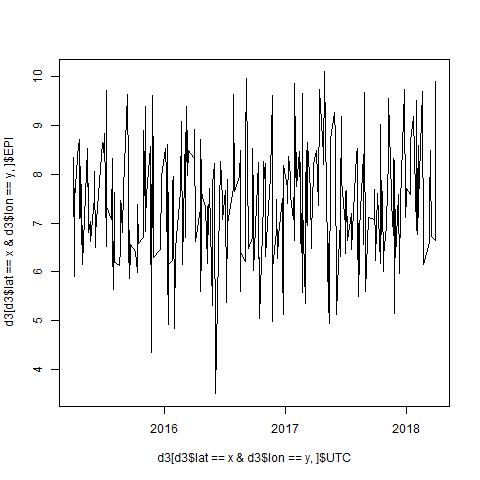 10
9
8
7
6
5
4
d3[d3$lat == x & d3$lon == y, ]$EPI
2016 2017 2018
d3[d3$lat == x & d3$lon == y, ]$UTC